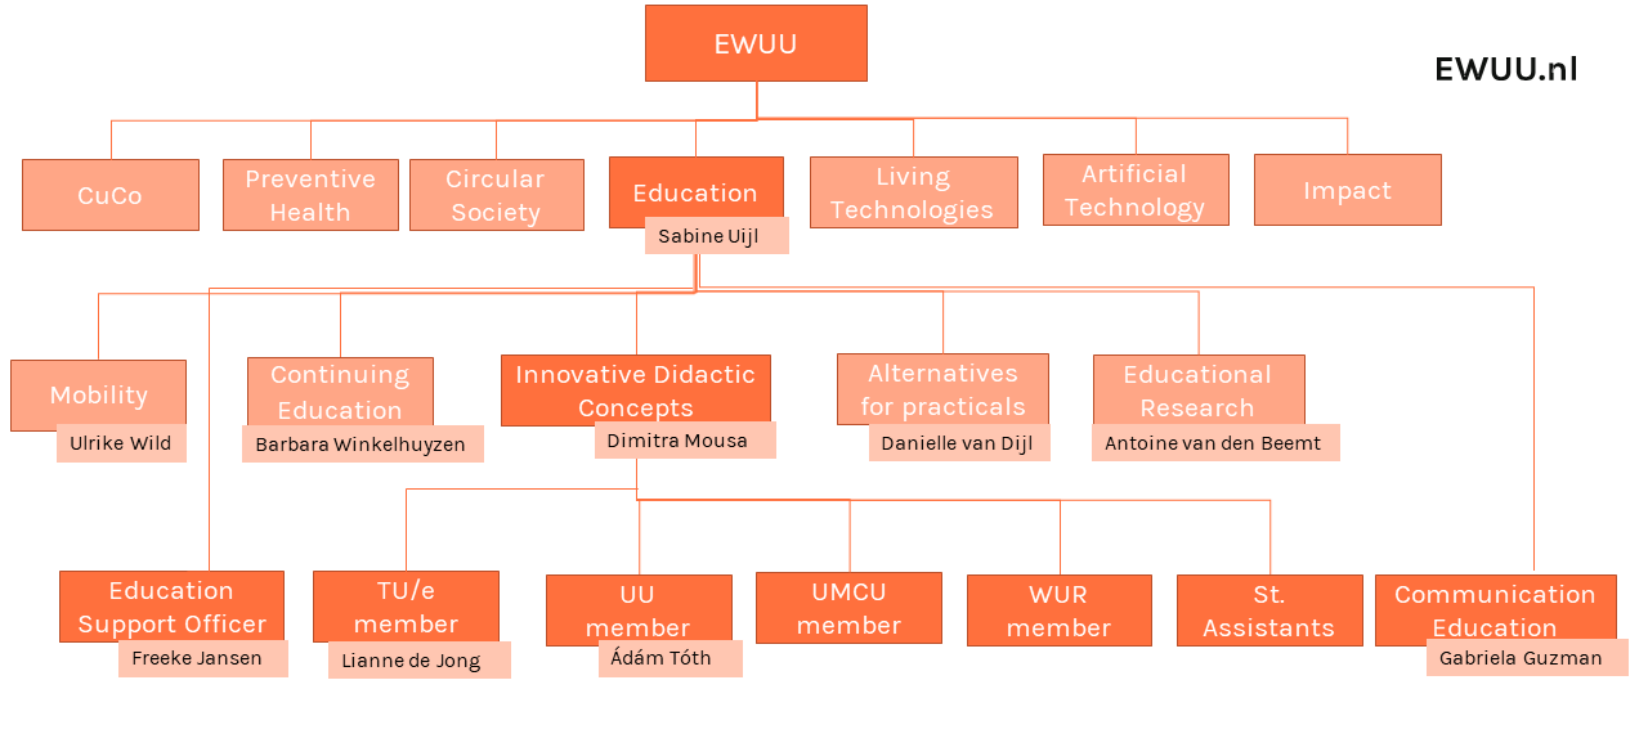 EWUU
EWUU.nl
CuCo
Preventive
Health
Circular
Society
Education
Sabine Uijl
Living
Technologies
Artificial
Technology
Impact
Mobility
Ulrike Wild
Continuing
Education
Barbara Winkelhuyzen
Innovative Didactic
Concepts
Dimitra Mousa
Alternatives
for practicals
Danielle van Dijl
Educational
Research
Antoine van den Beemt
Education
Support Officer
Freeke Jansen
TU/e
member
Lianne de Jong
UU
member
Ádám Tóth
UMCU
member
WUR
member
St.
Assistants
Communication
Education
Gabriela Guzman